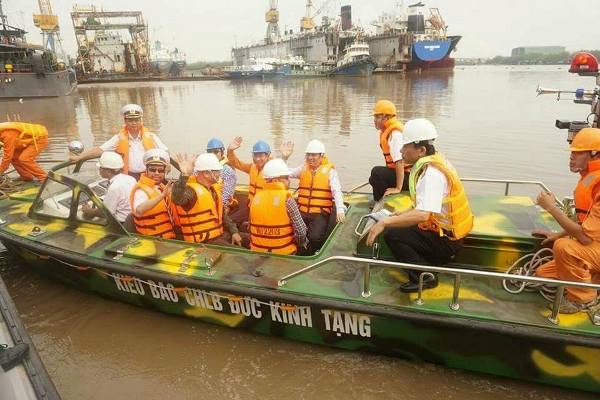 KIỀU BÀO CHLB ĐỨC KÍNH TẶNG